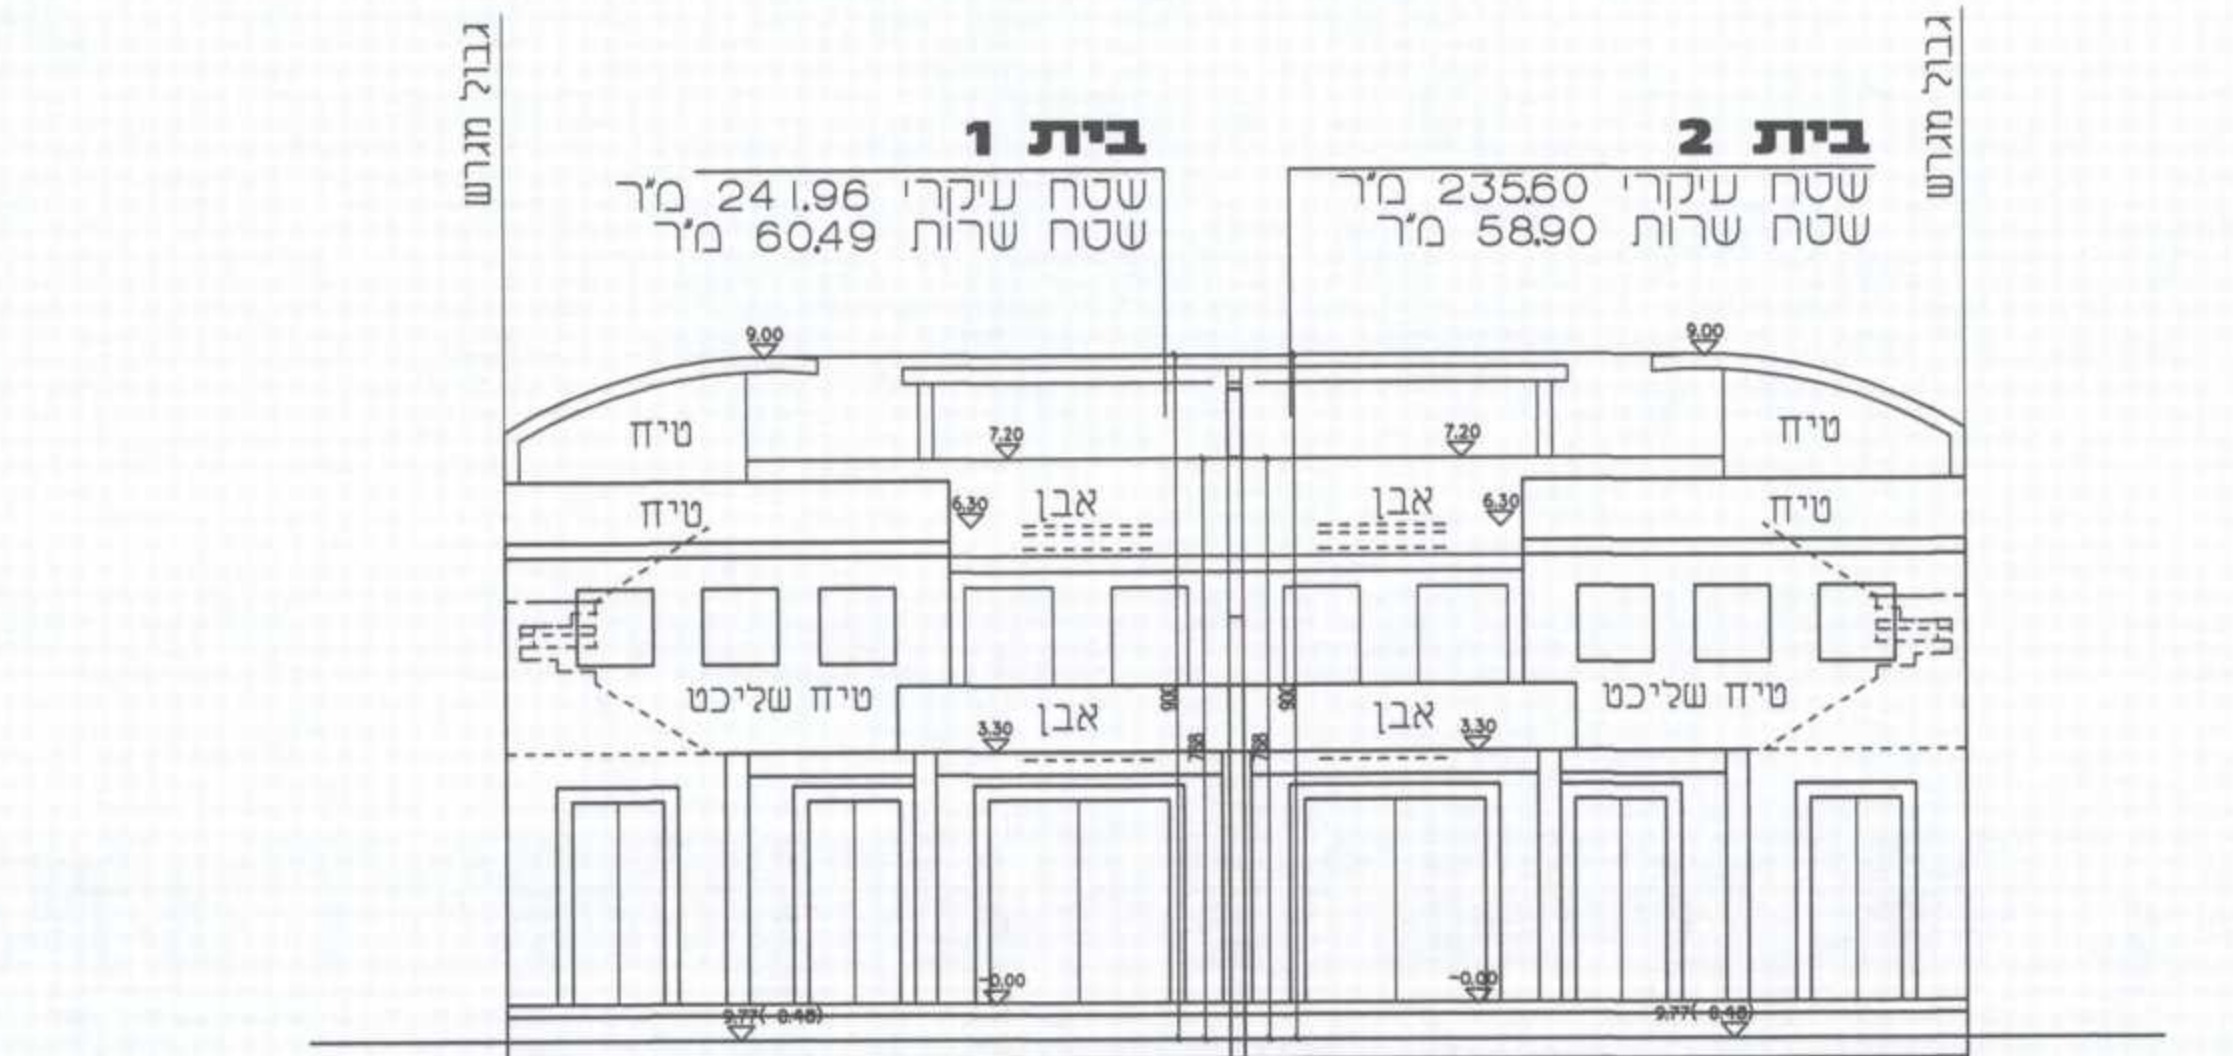 גבול מגרש
גבול מגרש
בית 2
שטח עיקרי 235.60 מ"ר
שטח שרות 58.90 מ"ר
בית 1
שטח עיקרי 241.96 מ"ר
שטח שרות 60.49 מ"ר
9.00
9.00
טיח
7.20
7.20
טיח
טיח
6.30
אבן
אבן
6.30
טיח
טיח שליכט
900
900
טיח שליכט
אבן
3.30
אבן
3.30
0.00
0.00